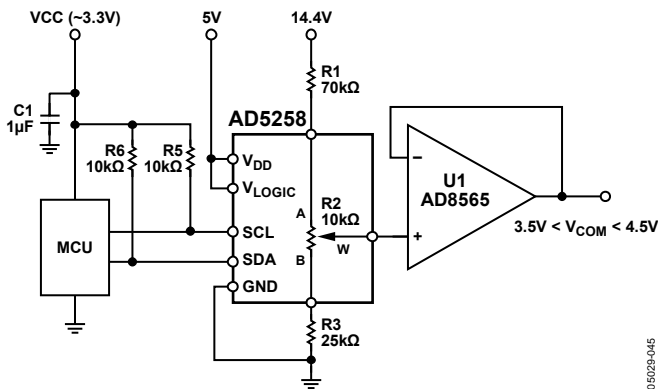 VCC (~3.3V)
5V
14.4V
R1
70kΩ
C1
1µF
AD5258
R6
10kΩ
R5
10kΩ
VDD
VLOGIC
SCL
SDA
GND
MCU
A
R2
10kΩ
W
B
R3
25kΩ
−
+
U1
AD8565
3.5V < VCOM < 4.5V
05029-045